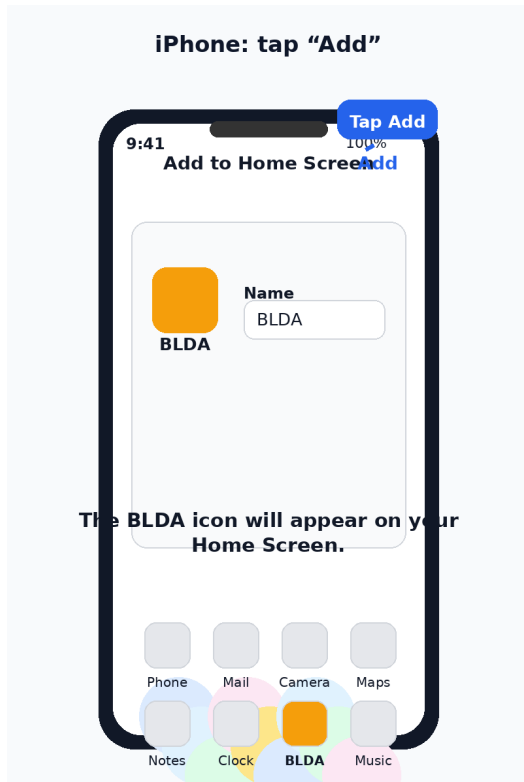 iPhone: tap “Add”
Tap Add
9:41
100%
Add to Home Screen
Add
Name
BLDA
BLDA
The BLDA icon will appear on your
Home Screen.
Phone Mail Camera Maps
Notes Clock BLDA Music